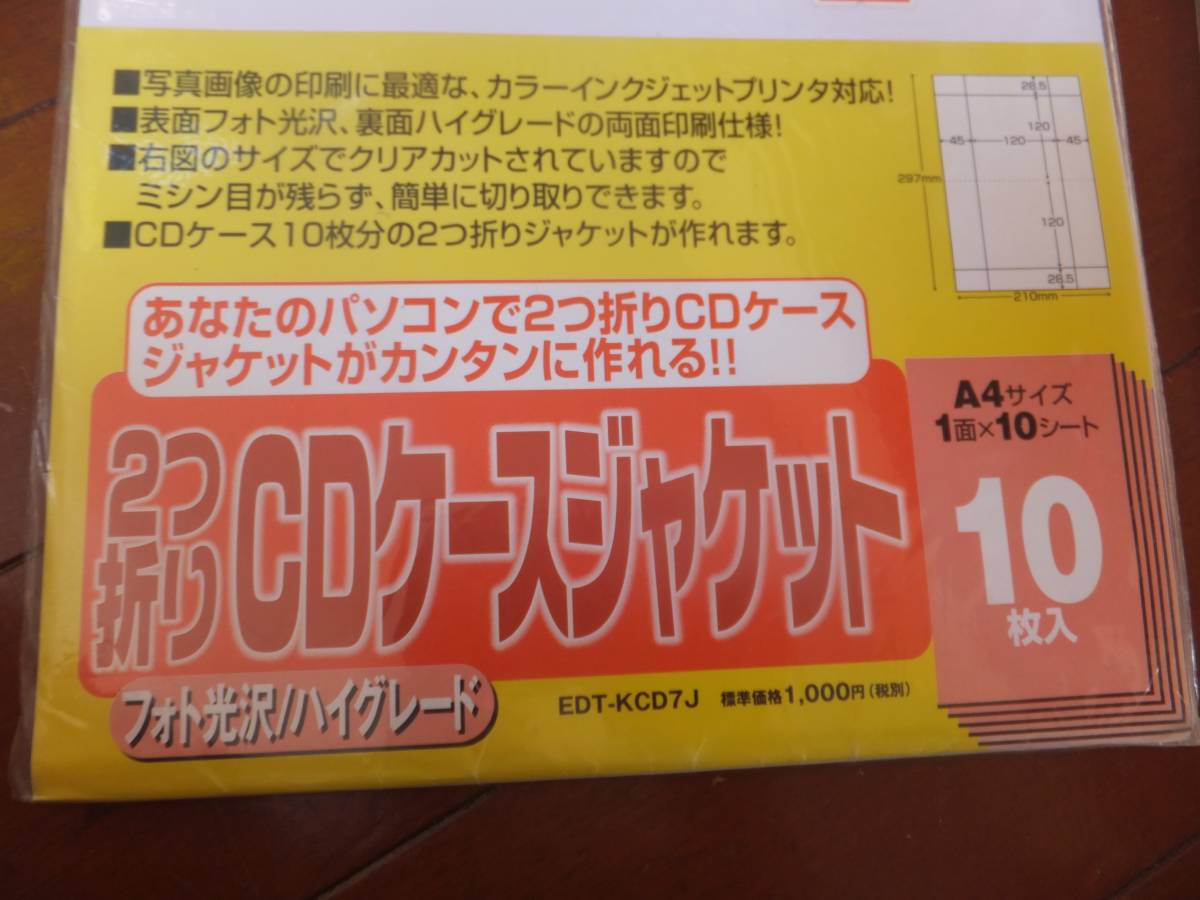 ■写真画像の印刷に最適な、カラーインクジェットプリンタ対応!
■表面フォト光沢、裏面ハイグレードの両面印刷仕様!
■右図のサイズでクリアカットされていますので
ミシン目が残らず、簡単に切り取りできます。
■CDケース10枚分の2つ折りジャケットが作れます。
28.5
120
45 120 45
297mm
120
28.5
210mm
あなたのパソコンで2つ折りCDケース
ジャケットがカンタンに作れる!!
2つ折りCDケースジャケット
フォト光沢/ハイグレード
EDT-KCD7J 標準価格1,000円(税別)
A4サイズ
1面×10シート
10
枚入